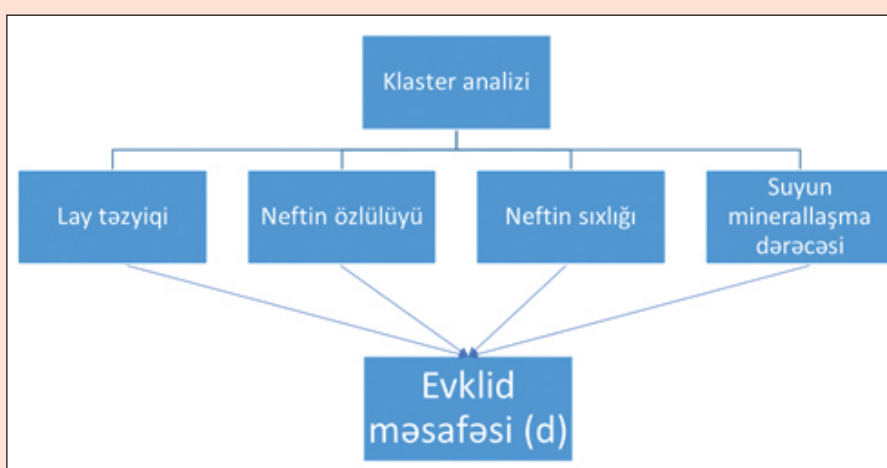 Klaster analizi
Lay təzyiqi
Neftin özlülüyü
Neftin sıxlığı
Suyun
minerallaşma
dərəcəsi
Evklid
məsafəsi (d)